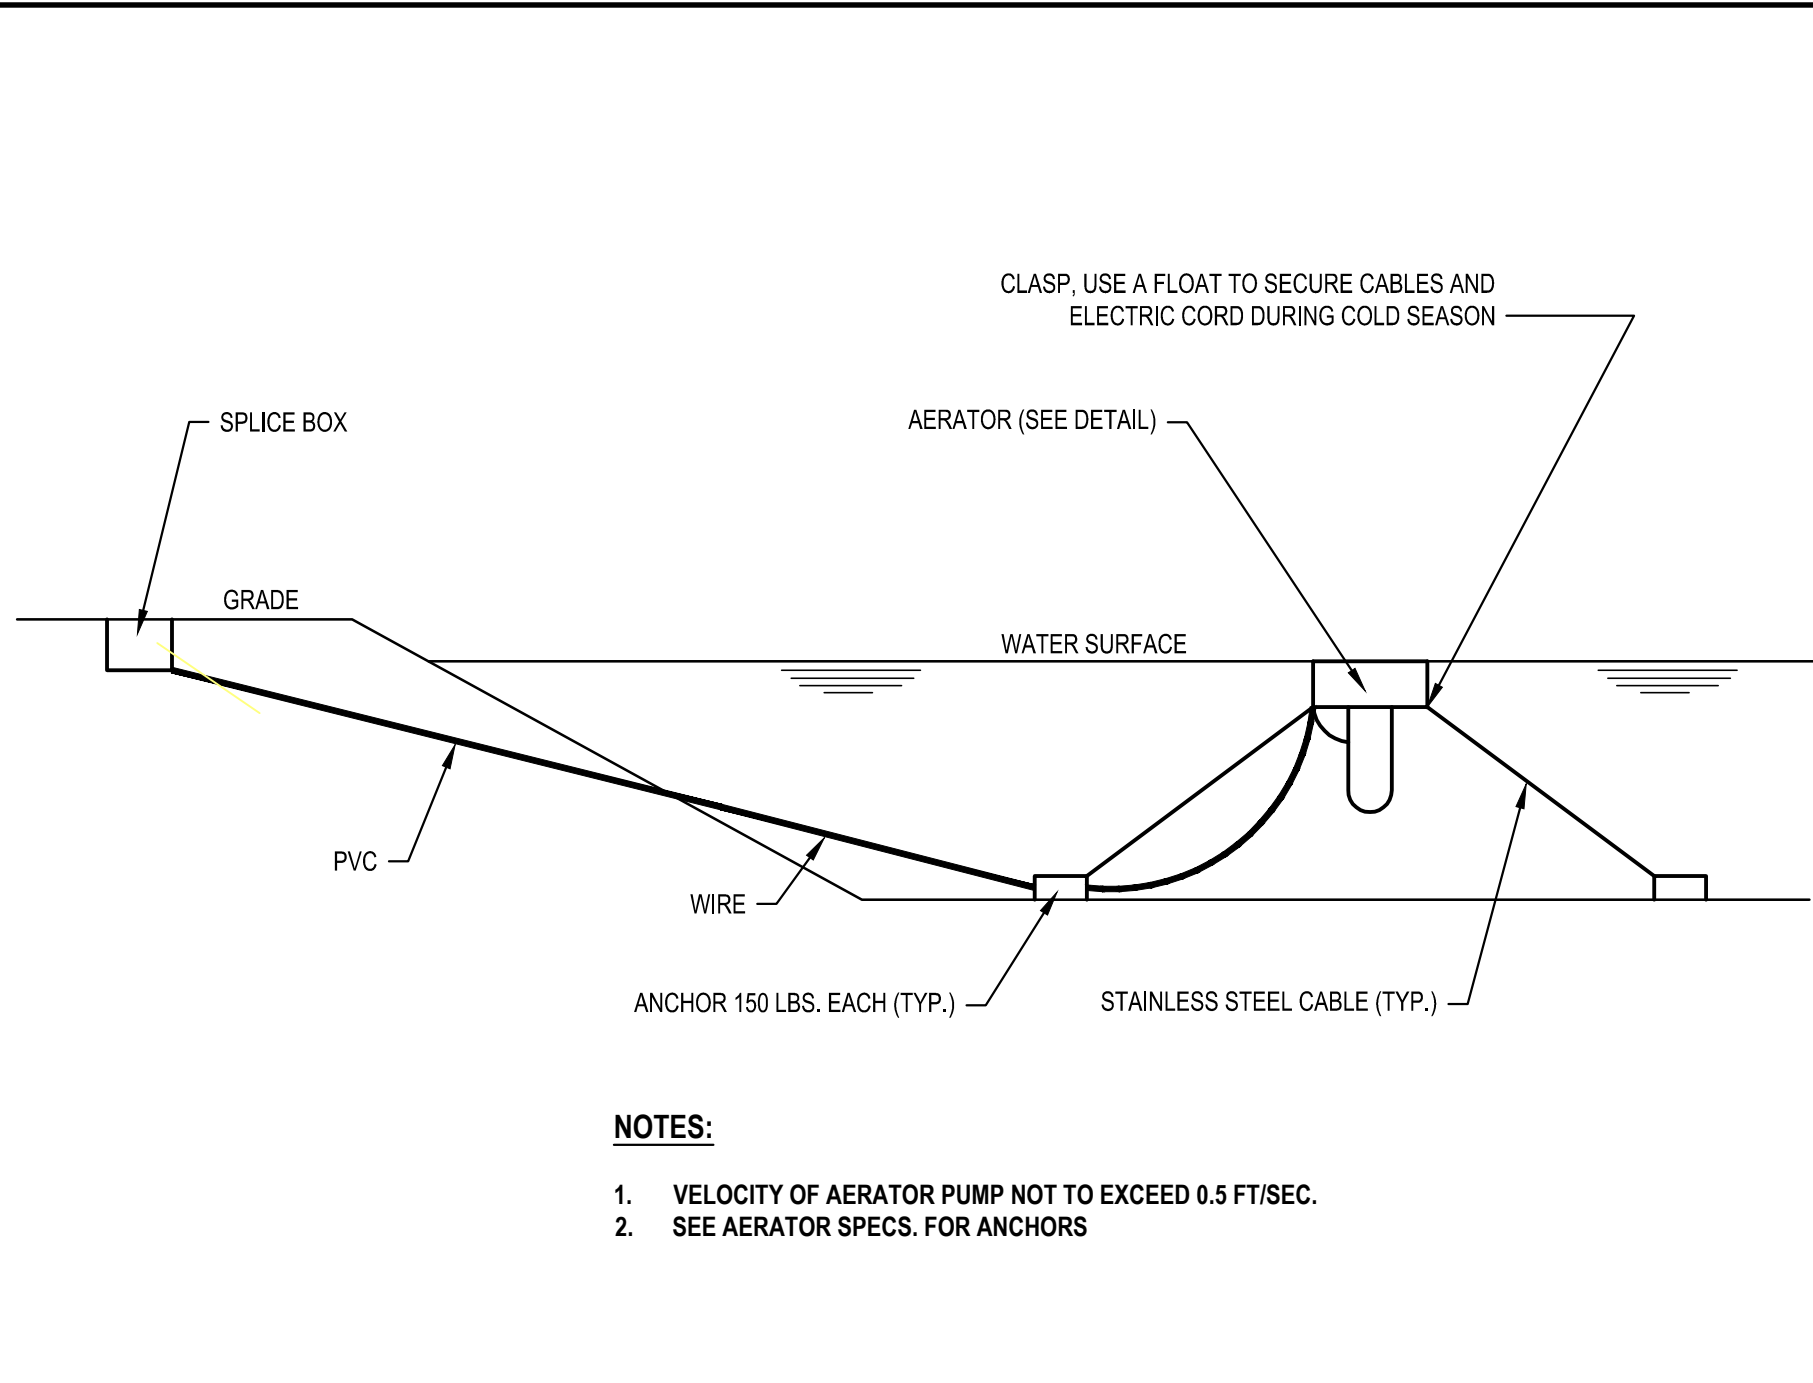 CLASP, USE A FLOAT TO SECURE CABLES AND
ELECTRIC CORD DURING COLD SEASON
SPLICE BOX
AERATOR (SEE DETAIL)
GRADE
WATER SURFACE
PVC
WIRE
ANCHOR 150 LBS. EACH (TYP.)
STAINLESS STEEL CABLE (TYP.)
NOTES:
1. VELOCITY OF AERATOR PUMP NOT TO EXCEED 0.5 FT/SEC.
2. SEE AERATOR SPECS. FOR ANCHORS